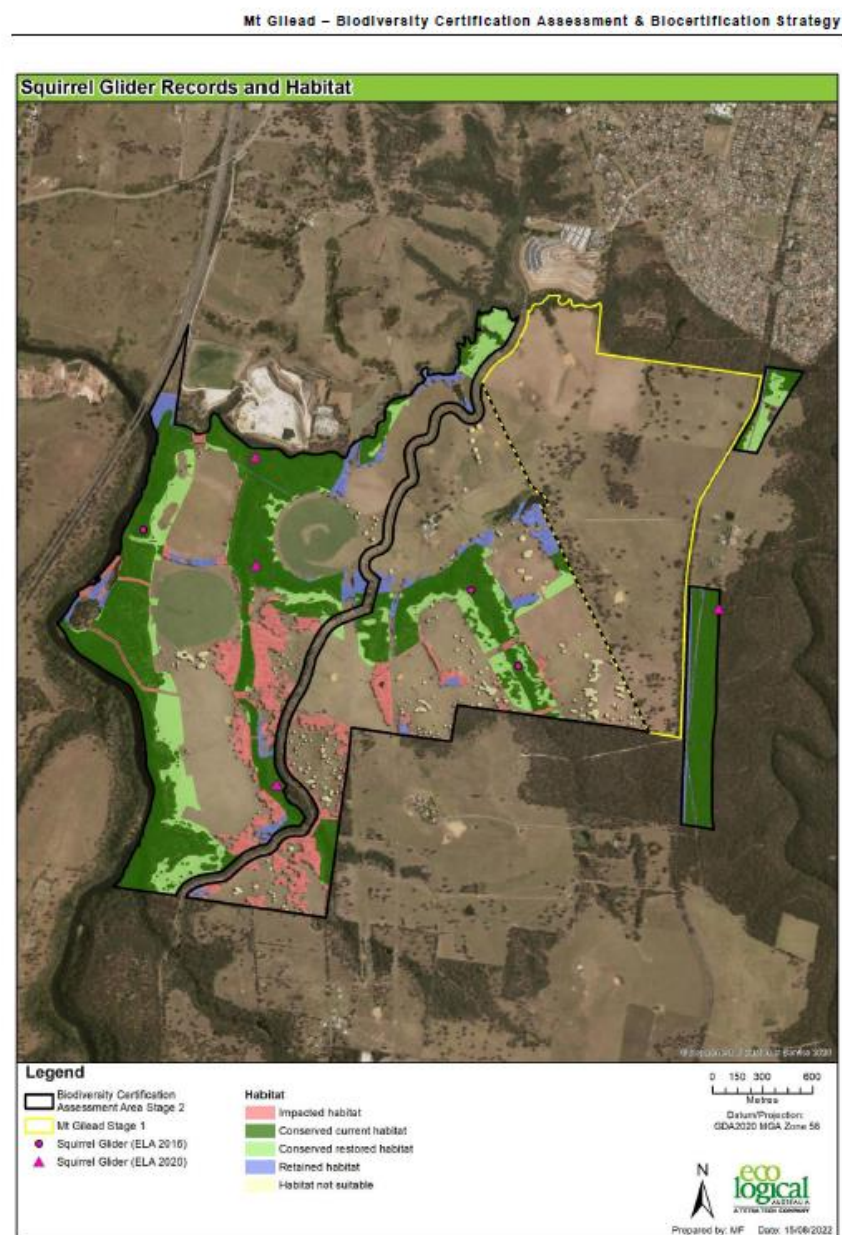 Mt Gilead – Biodiversity Certification Assessment & Biocertification Strategy
Squirrel Glider Records and Habitat
Legend
Biodiversity Certification
Assessment Area Stage 2
Mt Gilead Stage 1
Squirrel Glider (ELA 2016)
Squirrel Glider (ELA 2020)
Habitat
Impacted habitat
Conserved current habitat
Conserved restored habitat
Retained habitat
Habitat not suitable
0 150 300 600
Metres
Datum/Projection:
GDA2020 MGA Zone 56
N
eco
logical
AUSTRALIA
A TETRA TECH COMPANY
Prepared by: MF Date: 15/08/2022